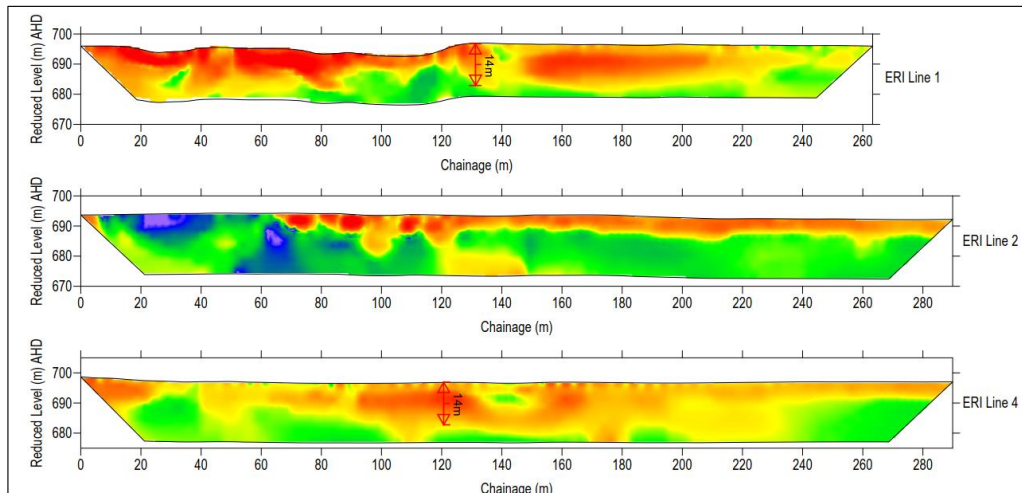 Reduced Level (m) AHD
700
690
680
670
14m
ERI Line 1
0 20 40 60 80 100 120 140 160 180 200 220 240 260
Chainage (m)
Reduced Level (m) AHD
700
690
680
670
ERI Line 2
0 20 40 60 80 100 120 140 160 180 200 220 240 260 280
Chainage (m)
Reduced Level (m) AHD
700
690
680
14m
ERI Line 4
0 20 40 60 80 100 120 140 160 180 200 220 240 260 280
Chainage (m)